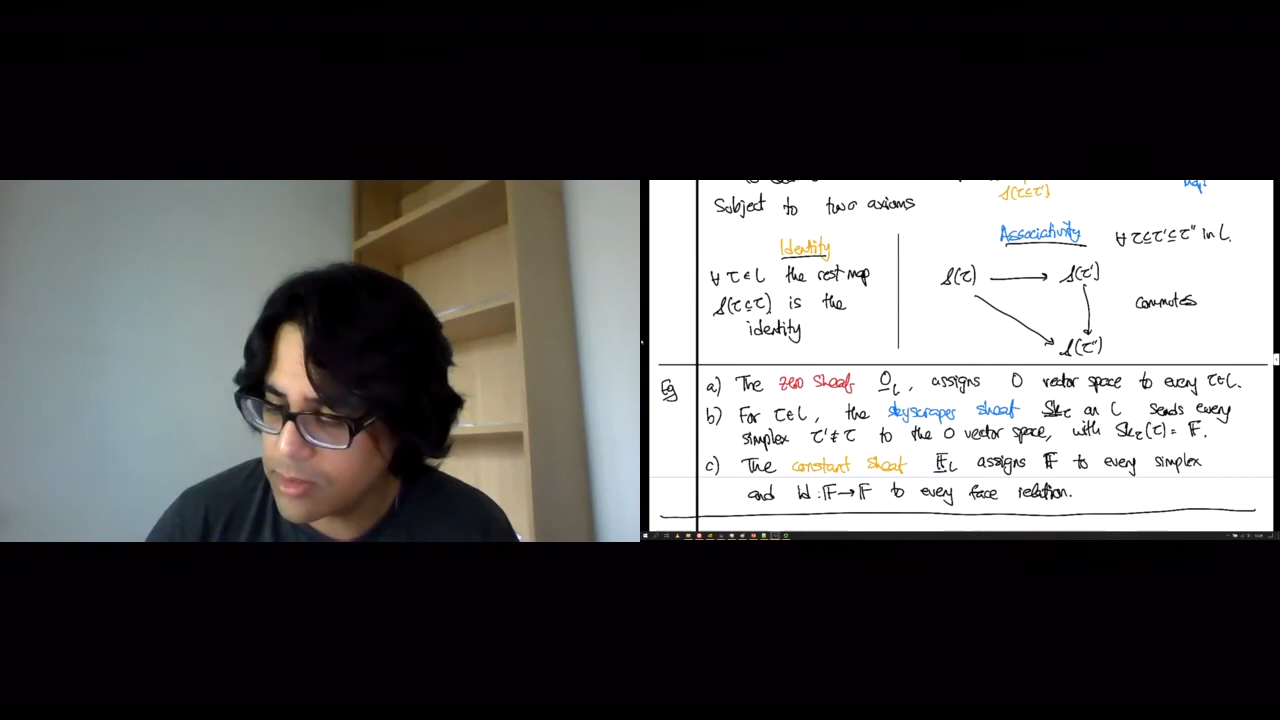 S(τ≤τ')
Subject to two axioms
Identity
∀ τ ∈ L the rest map
S(τ≤τ) is the
identity
Associativity ∀ τ≤τ'≤τ'' in L.
S(τ) → S(τ')
commutes
S(τ'')
Eg a) The zero sheaf 0_L, assigns 0 vector space to every τ∈L.
b) For τ∈L, the skyscraper sheaf Sk_τ on L sends every
simplex τ' ≠ τ to the 0 vector space, with Sk_τ(τ) = 𝔽.
c) The constant sheaf 𝔽_L assigns 𝔽 to every simplex
and id : 𝔽→𝔽 to every face relation.